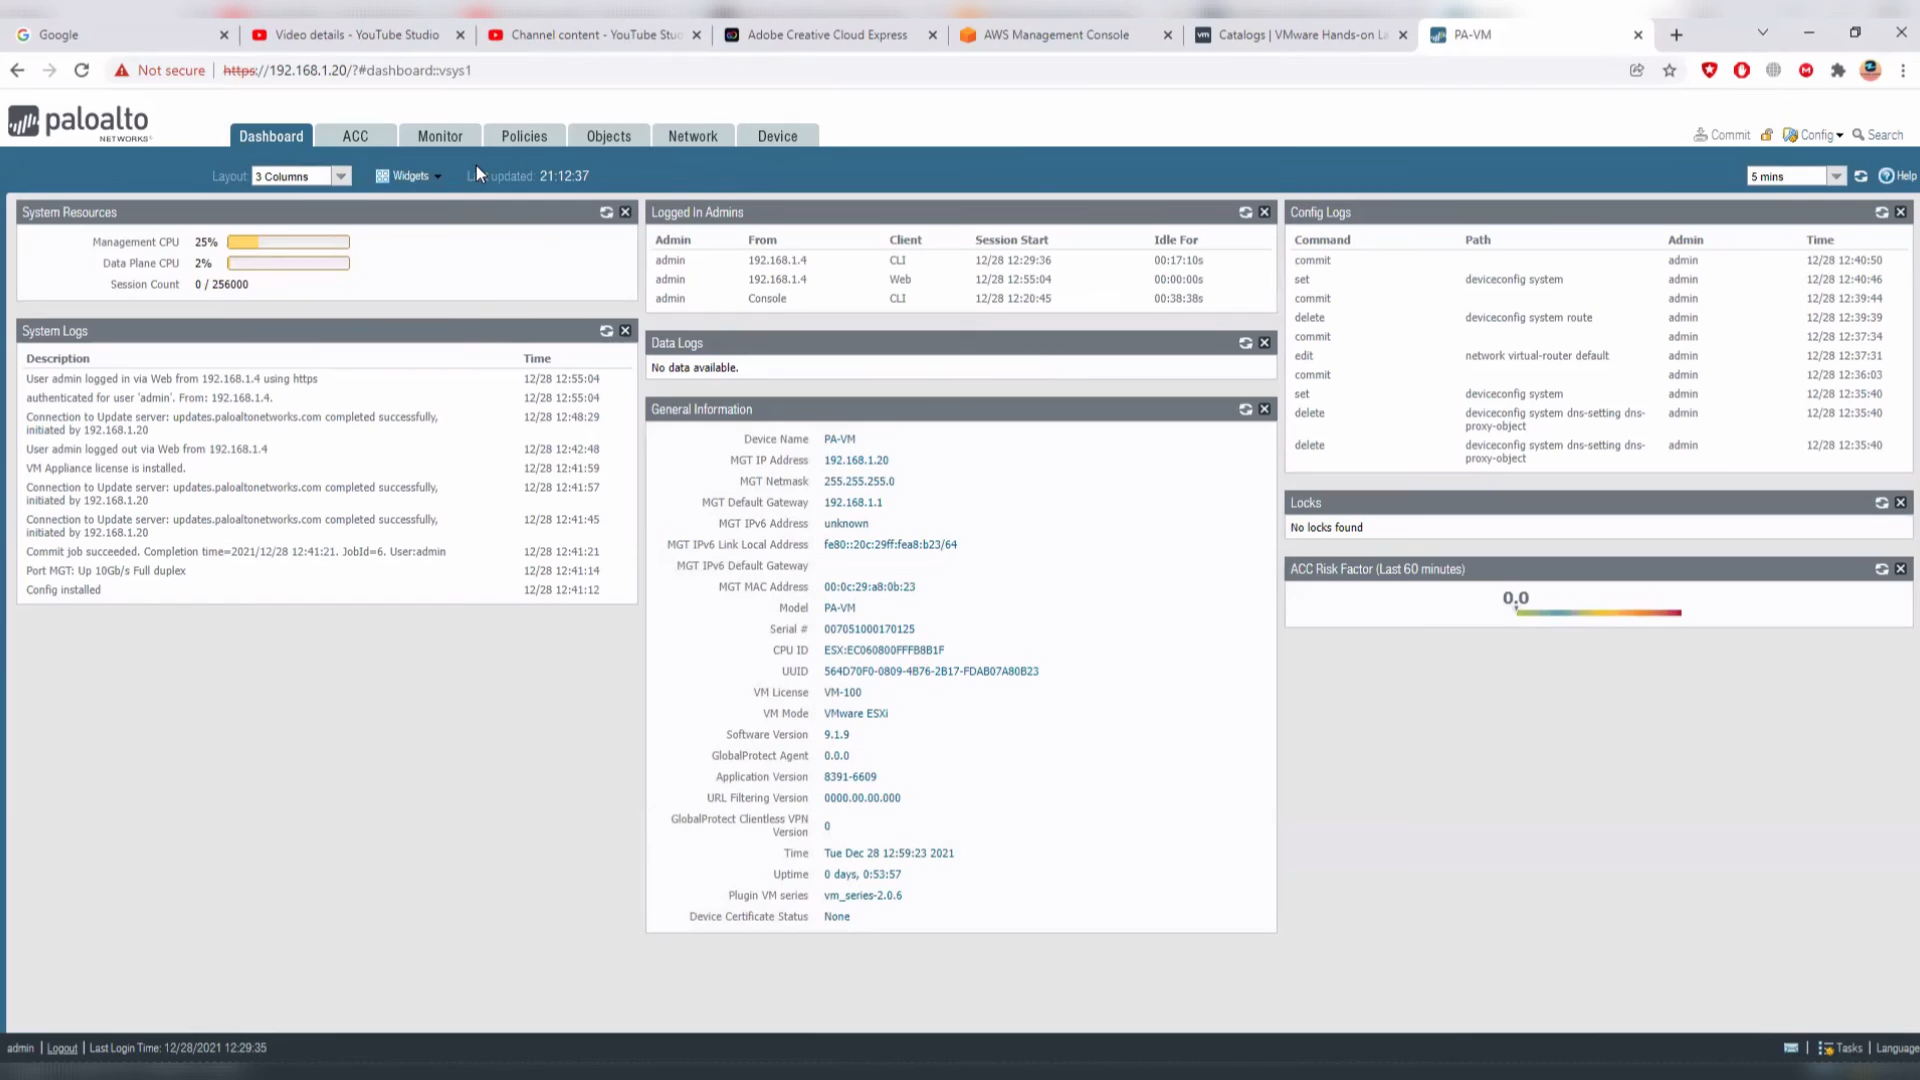 Google
Video details - YouTube Studio
Channel content - YouTube Stu
Adobe Creative Cloud Express
AWS Management Console
vm Catalogs | VMware Hands-on La
PA-VM
Not secure | https://192.168.1.20/?#dashboard::vsys1
paloalto
NETWORKS
Dashboard
ACC
Monitor
Policies
Objects
Network
Device
Commit
Config
Search
Layout 3 Columns
Widgets
updated 21:12:37
5 mins
Help
System Resources
Management CPU 25%
Data Plane CPU 2%
Session Count 0 / 256000
System Logs
Description Time
User admin logged in via Web from 192.168.1.4 using https 12/28 12:55:04
authenticated for user 'admin'. From: 192.168.1.4. 12/28 12:55:04
Connection to Update server: updates.paloaltonetworks.com completed successfully, 12/28 12:48:29
initiated by 192.168.1.20
User admin logged out via Web from 192.168.1.4 12/28 12:42:48
VM Appliance license is installed. 12/28 12:41:59
Connection to Update server: updates.paloaltonetworks.com completed successfully, 12/28 12:41:57
initiated by 192.168.1.20
Connection to Update server: updates.paloaltonetworks.com completed successfully, 12/28 12:41:45
initiated by 192.168.1.20
Commit job succeeded. Completion time=2021/12/28 12:41:21. JobId=6. User:admin 12/28 12:41:21
Port MGT: Up 10Gb/s Full duplex 12/28 12:41:14
Config installed 12/28 12:41:12
Logged In Admins
Admin From Client Session Start Idle For
admin 192.168.1.4 CLI 12/28 12:29:36 00:17:10s
admin 192.168.1.4 Web 12/28 12:55:04 00:00:00s
admin Console CLI 12/28 12:20:45 00:38:38s
Data Logs
No data available.
General Information
Device Name PA-VM
MGT IP Address 192.168.1.20
MGT Netmask 255.255.255.0
MGT Default Gateway 192.168.1.1
MGT IPv6 Address unknown
MGT IPv6 Link Local Address fe80::20c:29ff:fea8:b23/64
MGT IPv6 Default Gateway
MGT MAC Address 00:0c:29:a8:0b:23
Model PA-VM
Serial # 007051000170125
CPU ID ESX:EC060800FFFB8B1F
UUID 564D70F0-0809-4B76-2B17-FDAB07A80B23
VM License VM-100
VM Mode VMware ESXi
Software Version 9.1.9
GlobalProtect Agent 0.0.0
Application Version 8391-6609
URL Filtering Version 0000.00.00.000
GlobalProtect Clientless VPN
Version 0
Time Tue Dec 28 12:59:23 2021
Uptime 0 days, 0:53:57
Plugin VM series vm_series-2.0.6
Device Certificate Status None
Config Logs
Command Path Admin Time
commit admin 12/28 12:40:50
set deviceconfig system admin 12/28 12:40:46
commit admin 12/28 12:39:44
delete deviceconfig system route admin 12/28 12:39:39
commit admin 12/28 12:37:34
edit network virtual-router default admin 12/28 12:37:31
commit admin 12/28 12:36:03
set deviceconfig system admin 12/28 12:35:40
delete deviceconfig system dns-setting dns- admin 12/28 12:35:40
proxy-object
delete deviceconfig system dns-setting dns- admin 12/28 12:35:40
proxy-object
Locks
No locks found
ACC Risk Factor (Last 60 minutes)
0.0
admin | Logout | Last Login Time: 12/28/2021 12:29:35
Tasks | Language